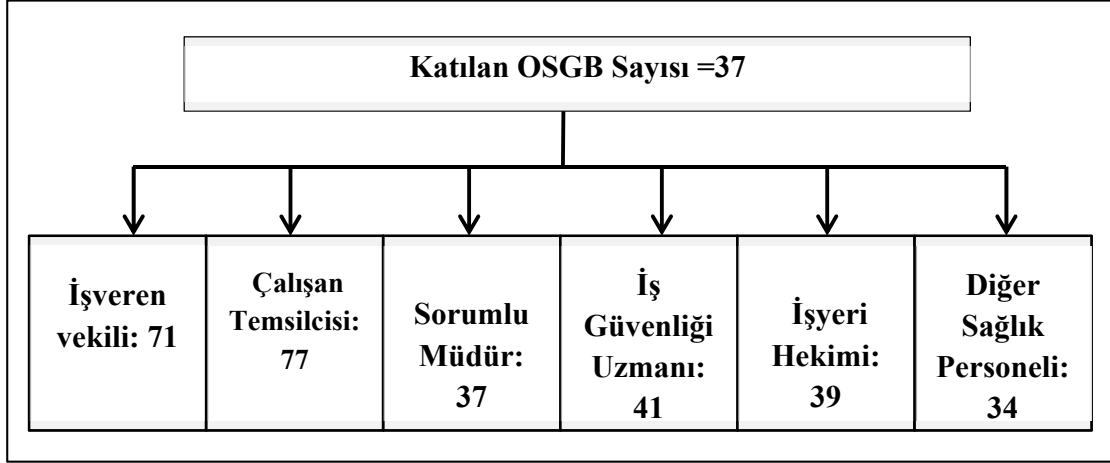 Katılan OSGB Sayısı =37
İşveren
vekili: 71
Çalışan
Temsilcisi:
77
Sorumlu
Müdür:
37
İş
Güvenliği
Uzmanı:
41
İşyeri
Hekimi:
39
Diğer
Sağlık
Personeli:
34